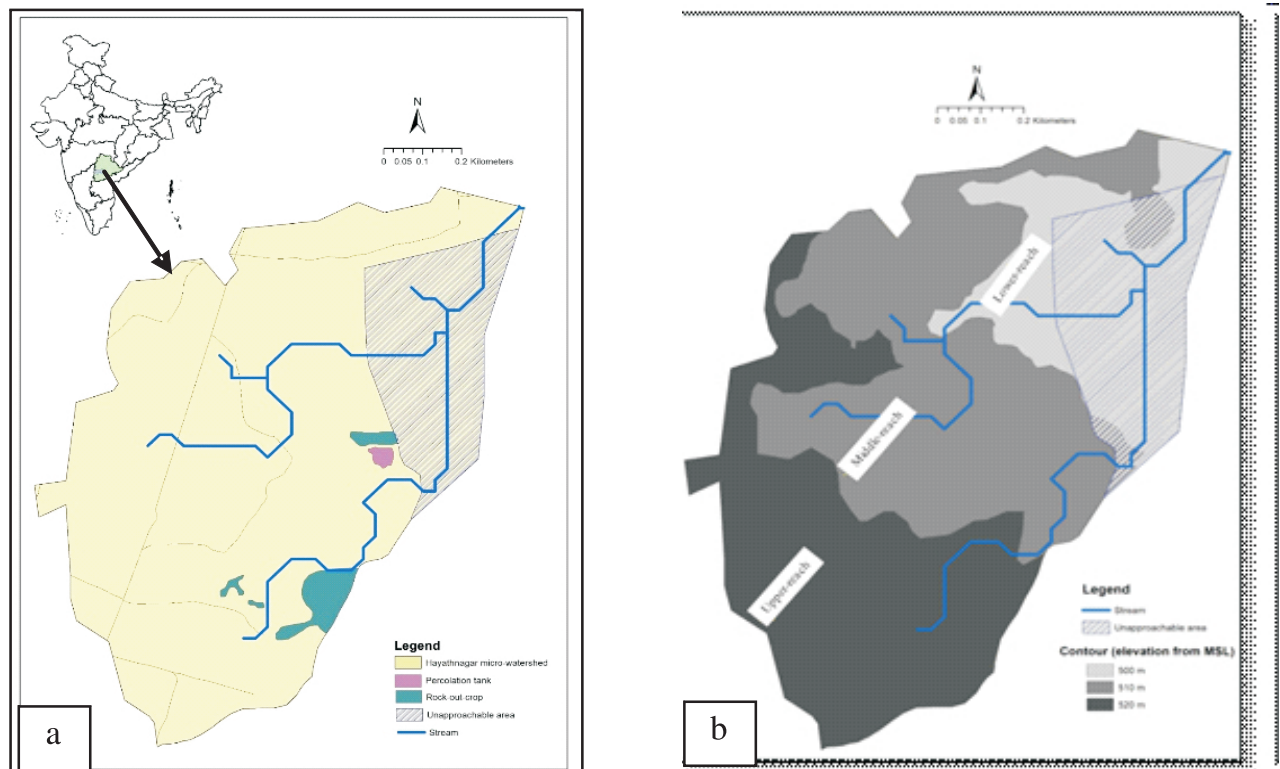 N
0 0.05 0.1 0.2 Kilometers
Legend
Hayathnagar micro-watershed
Percolation tank
Rock-out-crop
Unapproachable area
Stream
a
N
0 0.05 0.1 0.2 Kilometers
Lower-reach
Middle-reach
Upper-reach
Legend
Stream
Unapproachable area
Contour (elevation from MSL)
500 m
510 m
520 m
b